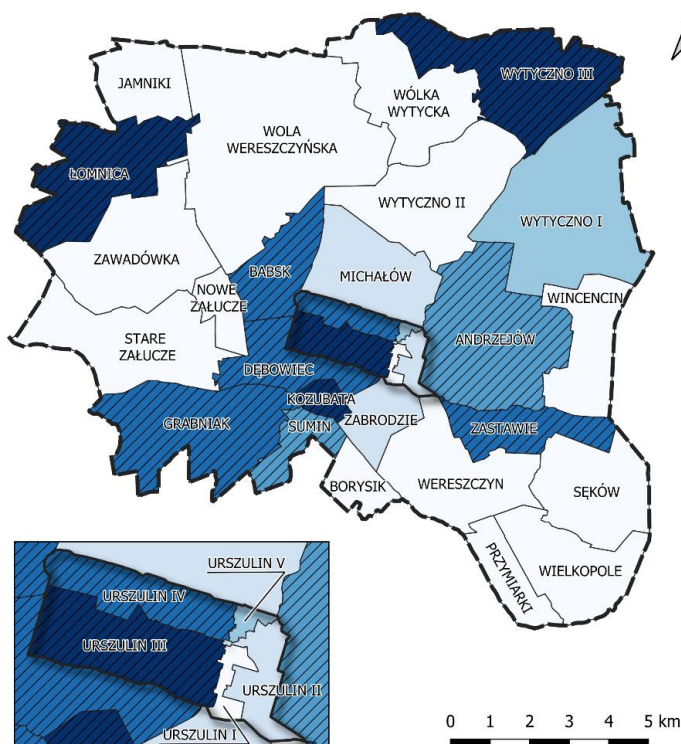 JAMNIKI
WYTYCZNO III
WÓLKA
WYTYCKA
WOLA
WERESZCZYŃSKA
ŁOMNICA
WYTYCZNO II
WYTYCZNO I
ZAWADÓWKA
BABSK
MICHAŁÓW
NOWE
ZAŁUCZE
WINCENCIN
STARE
ZAŁUCZE
ANDRZEJÓW
DĘBOWIEC
KOZUBATA
GRABNIAK
SUMIN
ZABRODZIE
ZASTAWIE
BORYSIK
WERESZCZYN
SĘKÓW
PRZYMIARKI
WIELKOPOLE
URSZULIN V
URSZULIN IV
URSZULIN III
URSZULIN II
URSZULIN I
0 1 2 3 4 5 km